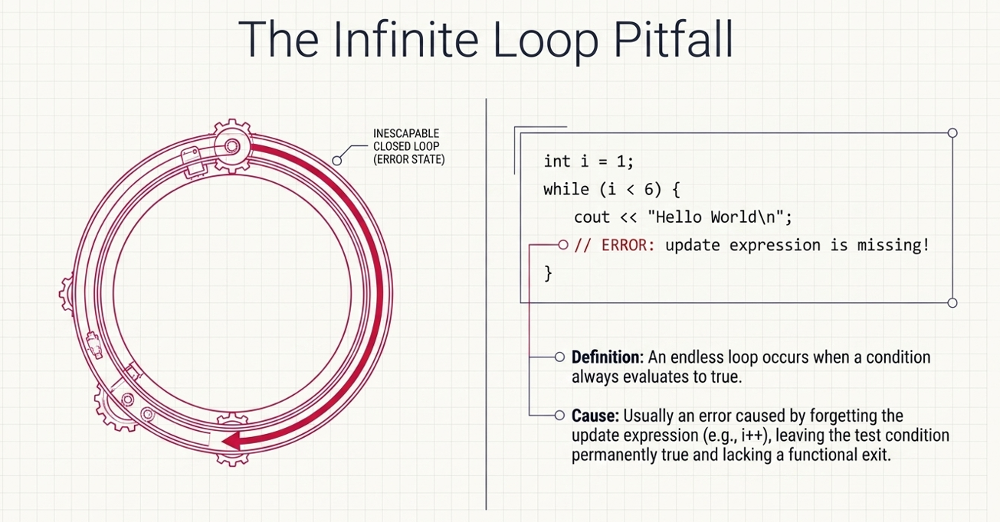 The Infinite Loop Pitfall
INESCAPABLE
CLOSED LOOP
(ERROR STATE)
int i = 1;
while (i < 6) {
cout << "Hello World\n";
// ERROR: update expression is missing!
}
Definition: An endless loop occurs when a condition
always evaluates to true.
Cause: Usually an error caused by forgetting the
update expression (e.g., i++), leaving the test condition
permanently true and lacking a functional exit.